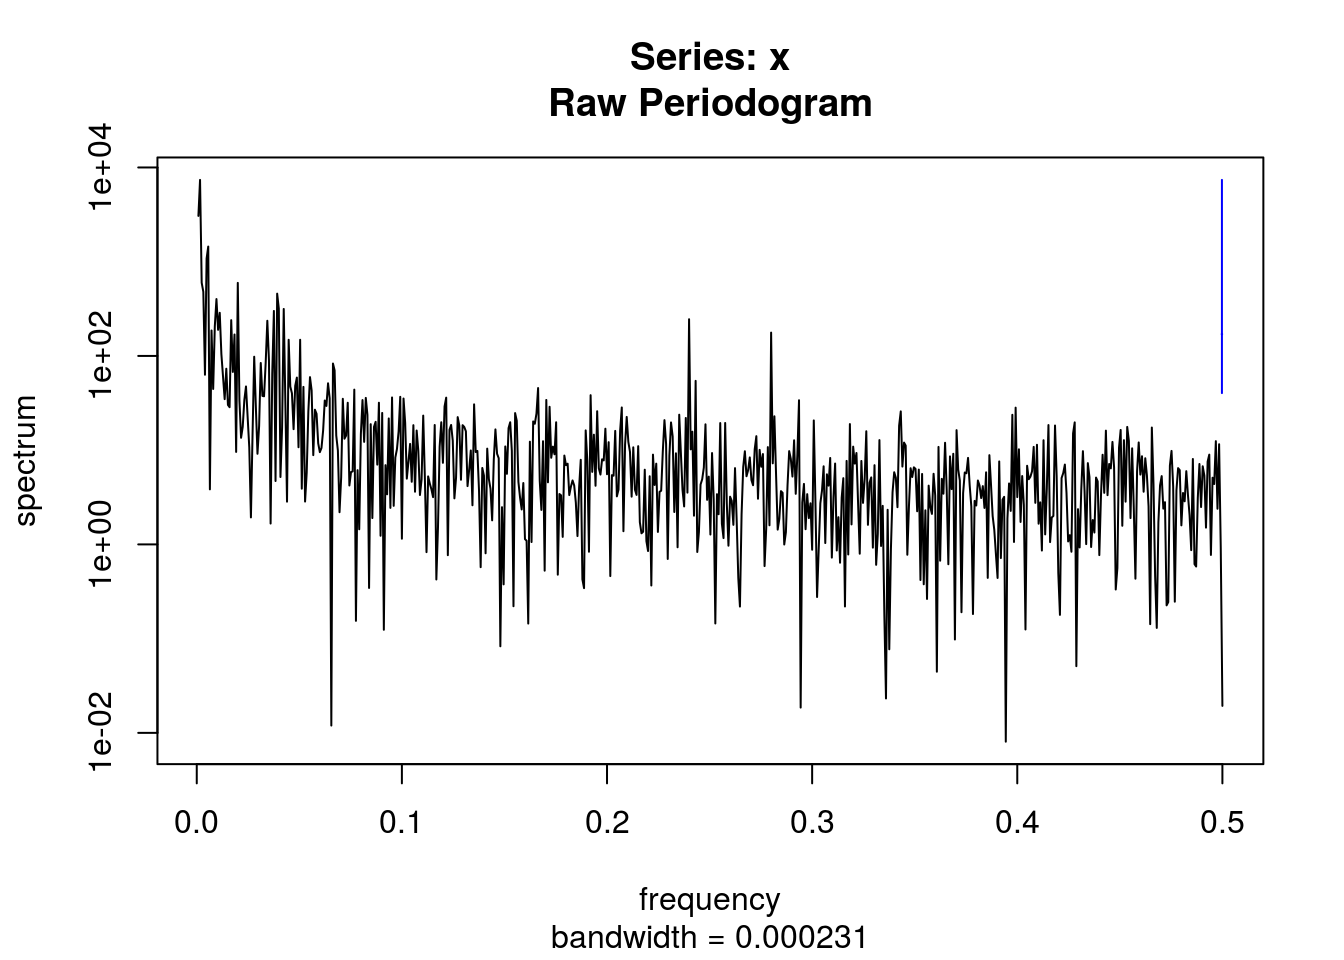 Series: x
Raw Periodogram
spectrum
1e+04
1e+02
1e+00
1e-02
0.0 0.1 0.2 0.3 0.4 0.5
frequency
bandwidth = 0.000231